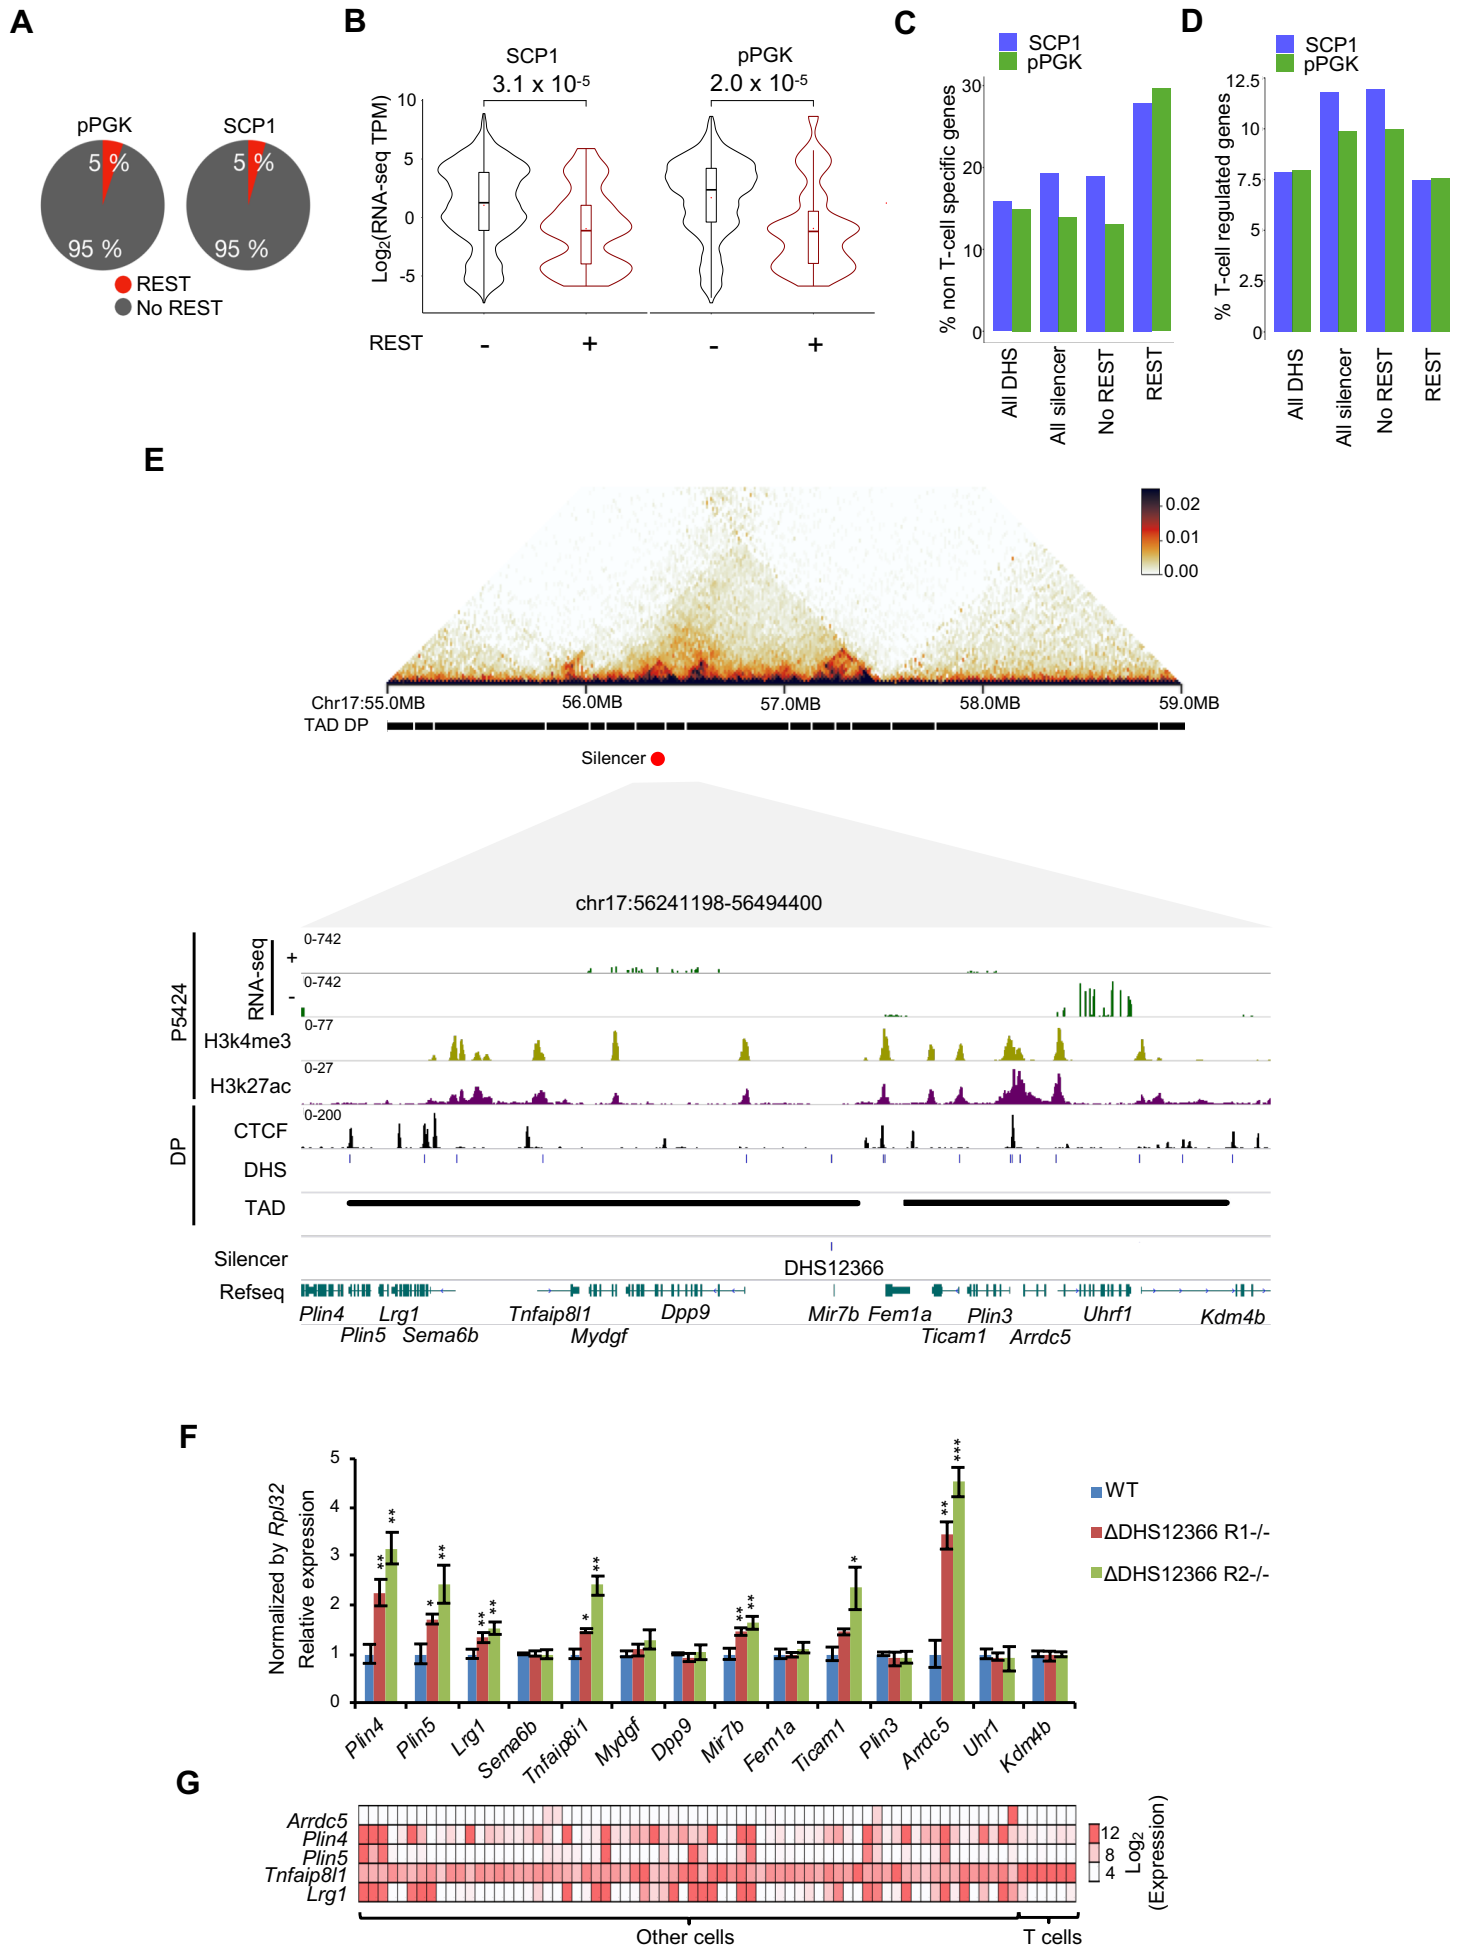 A
pPGK
SCP1
5 %
5 %
95 %
95 %
REST
No REST
B
SCP1
3.1 x 10-5
pPGK
2.0 x 10-5
Log2(RNA-seq TPM)
10
5
0
-5
REST
-
+
-
+
C
SCP1
pPGK
% non T-cell specific genes
30
20
10
0
All DHS
All silencer
No REST
REST
D
SCP1
pPGK
% T-cell regulated genes
12.5
10
7.5
5
2.5
0
All DHS
All silencer
No REST
REST
E
0.02
0.01
0.00
Chr17:55.0MB
56.0MB
57.0MB
58.0MB
59.0MB
TAD DP
Silencer
chr17:56241198-56494400
P5424
RNA-seq
+
0-742
-
0-742
H3k4me3
0-77
H3k27ac
0-27
DP
CTCF
0-200
DHS
TAD
Silencer
DHS12366
Refseq
Plin4
Lrg1
Tnfaip8l1
Dpp9
Mir7b
Fem1a
Plin3
Uhrf1
Kdm4b
Plin5
Sema6b
Mydgf
Ticam1
Arrdc5
F
Normalized by Rpl32
Relative expression
5
4
3
2
1
0
**
**
*
**
**
**
*
**
**
**
*
**
***
WT
ΔDHS12366 R1-/-
ΔDHS12366 R2-/-
Plin4
Plin5
Lrg1
Sema6b
Tnfaip8i1
Mydgf
Dpp9
Mir7b
Fem1a
Ticam1
Plin3
Arrdc5
Uhr1
Kdm4b
G
Arrdc5
Plin4
Plin5
Tnfaip8l1
Lrg1
12
8
4
Log2
(Expression)
Other cells
T cells